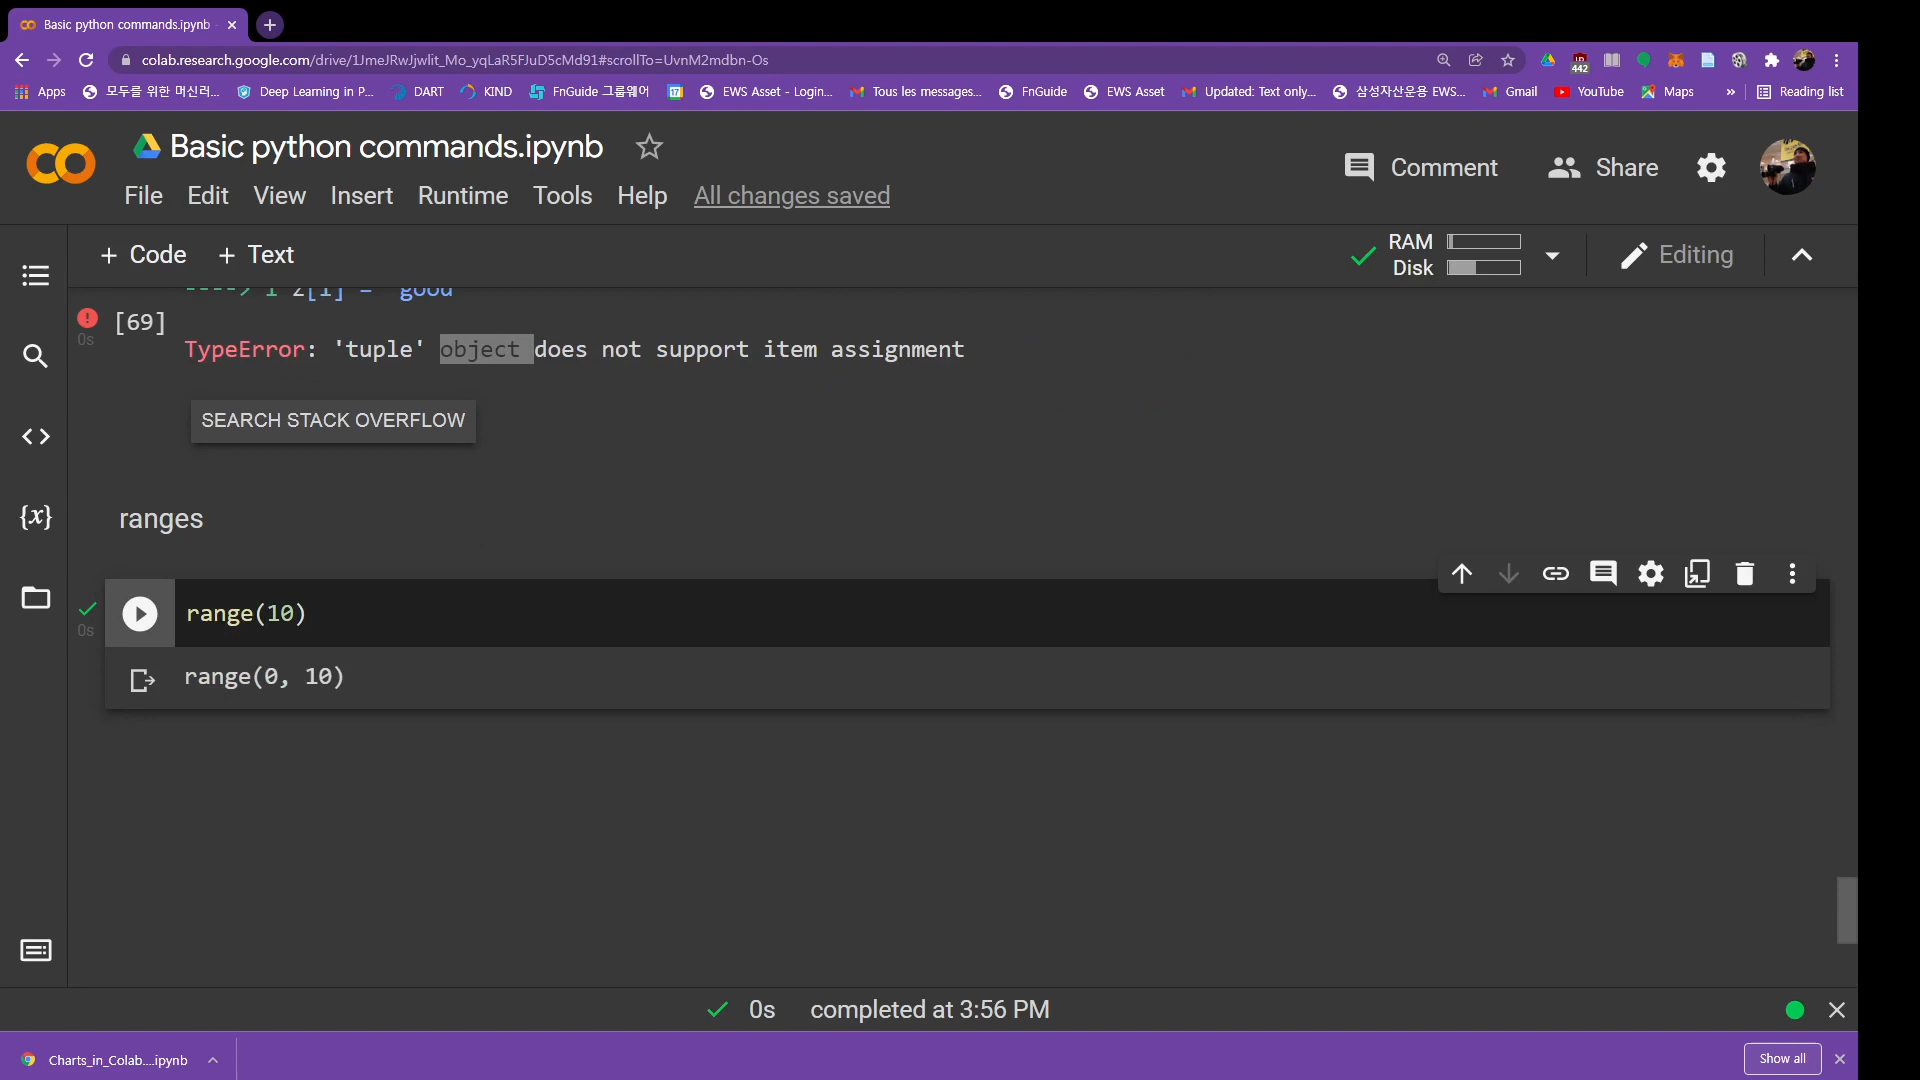 Basic python commands.ipynb
colab.research.google.com/drive/1JmeJRwJjwlit_Mo_yqLaR5FJuD5cMd91#scrollTo=UvnM2mdbn-Os
442
Apps 모두를 위한 머신러... Deep Learning in P... DART KIND FnGuide 그룹웨어 17 EWS Asset - Login... Tous les messages... FnGuide EWS Asset Updated: Text only... 삼성자산운용 EWS... Gmail YouTube Maps » Reading list
Basic python commands.ipynb
Comment Share
File Edit View Insert Runtime Tools Help All changes saved
+ Code + Text
RAM
Disk
Editing
----> 1 z[1] = "good"
[69]
0s
TypeError: 'tuple' object does not support item assignment
SEARCH STACK OVERFLOW
ranges
range(10)
0s
range(0, 10)
0s completed at 3:56 PM
Charts_in_Colab....ipynb
Show all